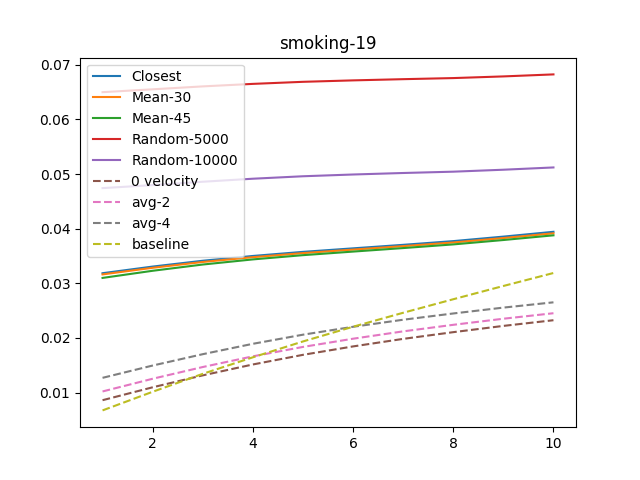 smoking-19
0.07
0.06
0.05
0.04
0.03
0.02
0.01
Closest
Mean-30
Mean-45
Random-5000
Random-10000
0 velocity
avg-2
avg-4
baseline
2 4 6 8 10